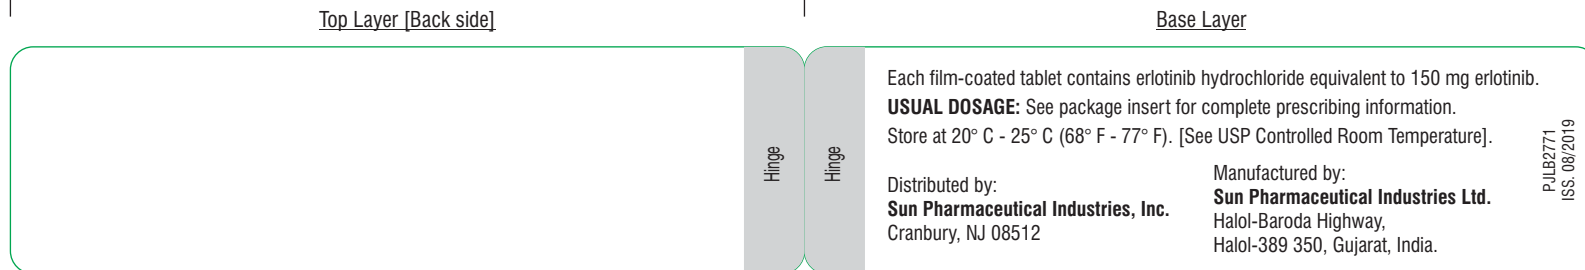 Top Layer [Back side]
Base Layer
Hinge
Hinge
Each film-coated tablet contains erlotinib hydrochloride equivalent to 150 mg erlotinib.
USUAL DOSAGE: See package insert for complete prescribing information.
Store at 20° C - 25° C (68° F - 77° F). [See USP Controlled Room Temperature].
Distributed by:
Sun Pharmaceutical Industries, Inc.
Cranbury, NJ 08512
Manufactured by:
Sun Pharmaceutical Industries Ltd.
Halol-Baroda Highway,
Halol-389 350, Gujarat, India.
PJLB2771
ISS. 08/2019